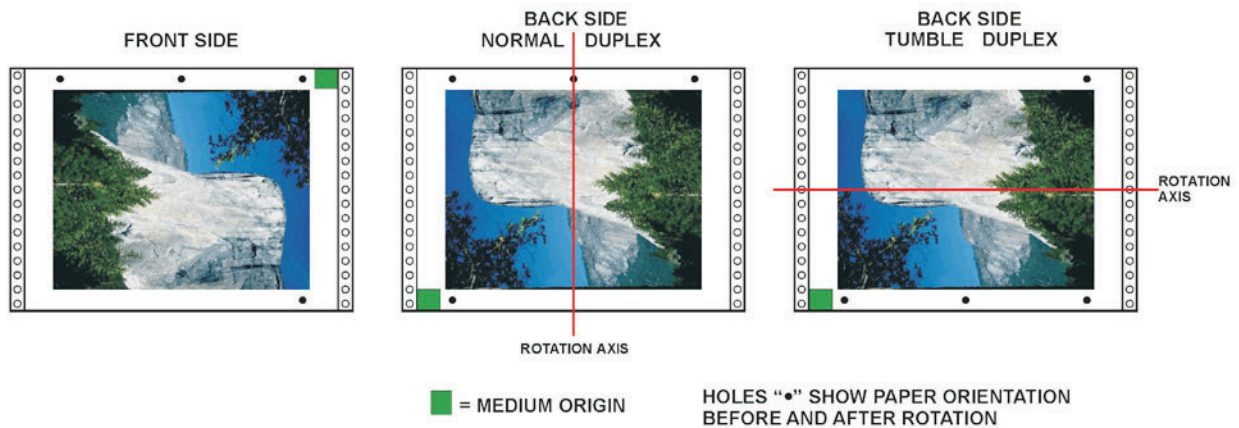 FRONT SIDE
BACK SIDE
NORMAL DUPLEX
BACK SIDE
TUMBLE DUPLEX
ROTATION
AXIS
ROTATION AXIS
= MEDIUM ORIGIN
HOLES “•” SHOW PAPER ORIENTATION
BEFORE AND AFTER ROTATION